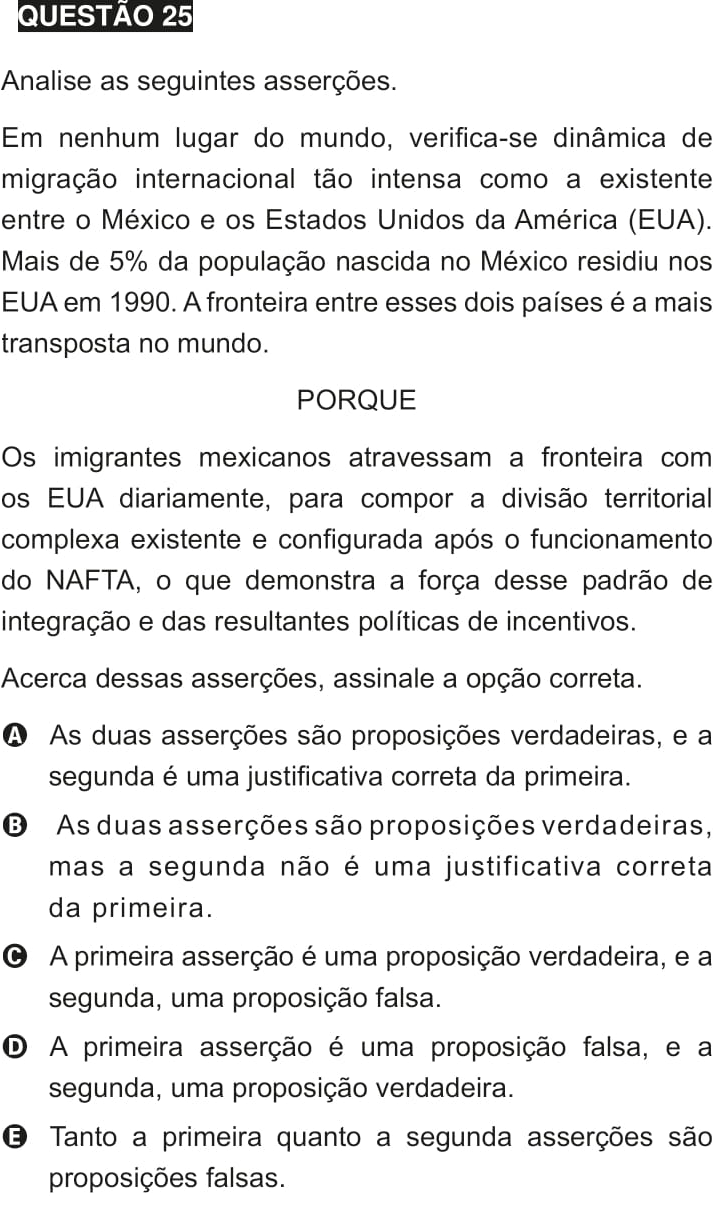 QUESTÃO 25
Analise as seguintes asserções.
Em nenhum lugar do mundo, verifica-se dinâmica de
migração internacional tão intensa como a existente
entre o México e os Estados Unidos da América (EUA).
Mais de 5% da população nascida no México residiu nos
EUA em 1990. A fronteira entre esses dois países é a mais
transposta no mundo.
PORQUE
Os imigrantes mexicanos atravessam a fronteira com
os EUA diariamente, para compor a divisão territorial
complexa existente e configurada após o funcionamento
do NAFTA, o que demonstra a força desse padrão de
integração e das resultantes políticas de incentivos.
Acerca dessas asserções, assinale a opção correta.
A As duas asserções são proposições verdadeiras, e a
segunda é uma justificativa correta da primeira.
B As duas asserções são proposições verdadeiras,
mas a segunda não é uma justificativa correta
da primeira.
C A primeira asserção é uma proposição verdadeira, e a
segunda, uma proposição falsa.
D A primeira asserção é uma proposição falsa, e a
segunda, uma proposição verdadeira.
E Tanto a primeira quanto a segunda asserções são
proposições falsas.